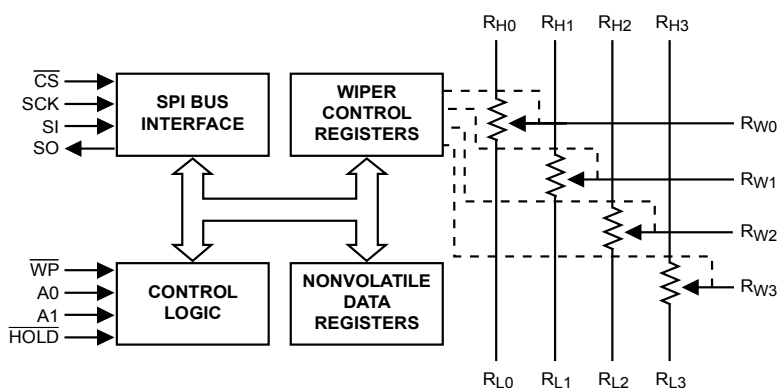 RH0 RH1 RH2 RH3
CS
SCK
SI
SO
SPI BUS
INTERFACE
WIPER
CONTROL
REGISTERS
RW0
RW1
RW2
RW3
WP
A0
A1
HOLD
CONTROL
LOGIC
NONVOLATILE
DATA
REGISTERS
RL0 RL1 RL2 RL3